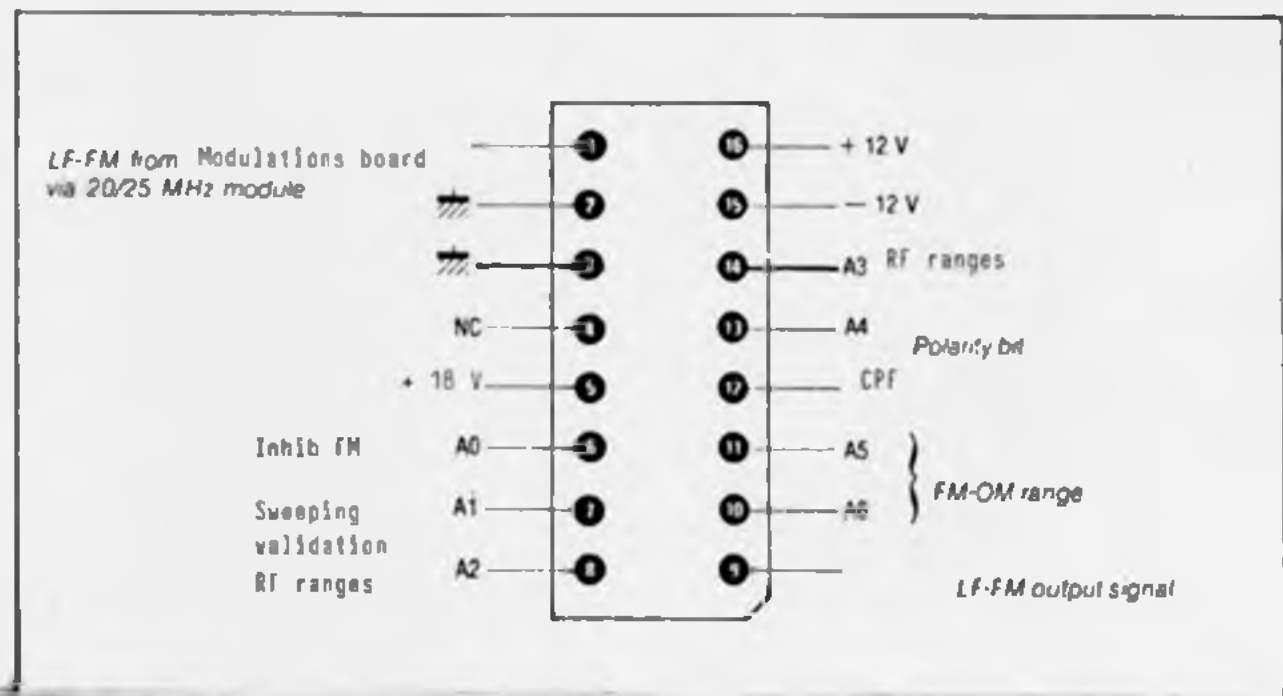 LF-FM from Modulations board
via 20/25 MHz module
1
2
3
NC 4
+ 18 V 5
Inhib FM A0 6
Sweeping A1 7
validation
RF ranges A2 8
16 + 12 V
15 − 12 V
14 A3 RF ranges
13 A4
Polarity bit
12 CPF
11 A5
FM-OM range
10
9
LF-FM output signal